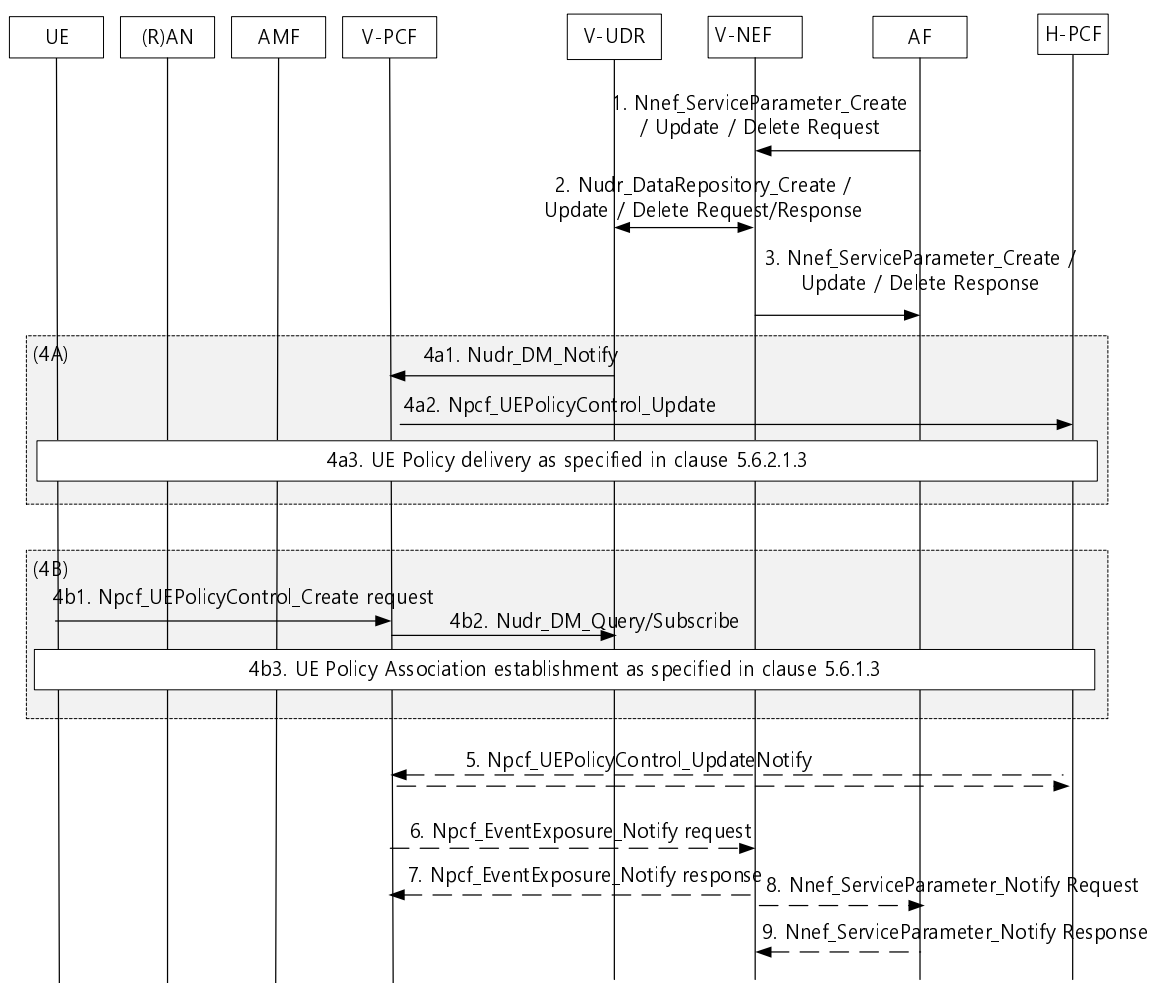 UE
(R)AN
AMF
V-PCF
V-UDR
V-NEF
AF
H-PCF
1. Nnef_ServiceParameter_Create
/ Update / Delete Request
2. Nudr_DataRepository_Create /
Update / Delete Request/Response
3. Nnef_ServiceParameter_Create /
Update / Delete Response
(4A)
4a1. Nudr_DM_Notify
4a2. Npcf_UEPolicyControl_Update
4a3. UE Policy delivery as specified in clause 5.6.2.1.3
(4B)
4b1. Npcf_UEPolicyControl_Create request
4b2. Nudr_DM_Query/Subscribe
4b3. UE Policy Association establishment as specified in clause 5.6.1.3
5. Npcf_UEPolicyControl_UpdateNotify
6. Npcf_EventExposure_Notify request
7. Npcf_EventExposure_Notify response
8. Nnef_ServiceParameter_Notify Request
9. Nnef_ServiceParameter_Notify Response